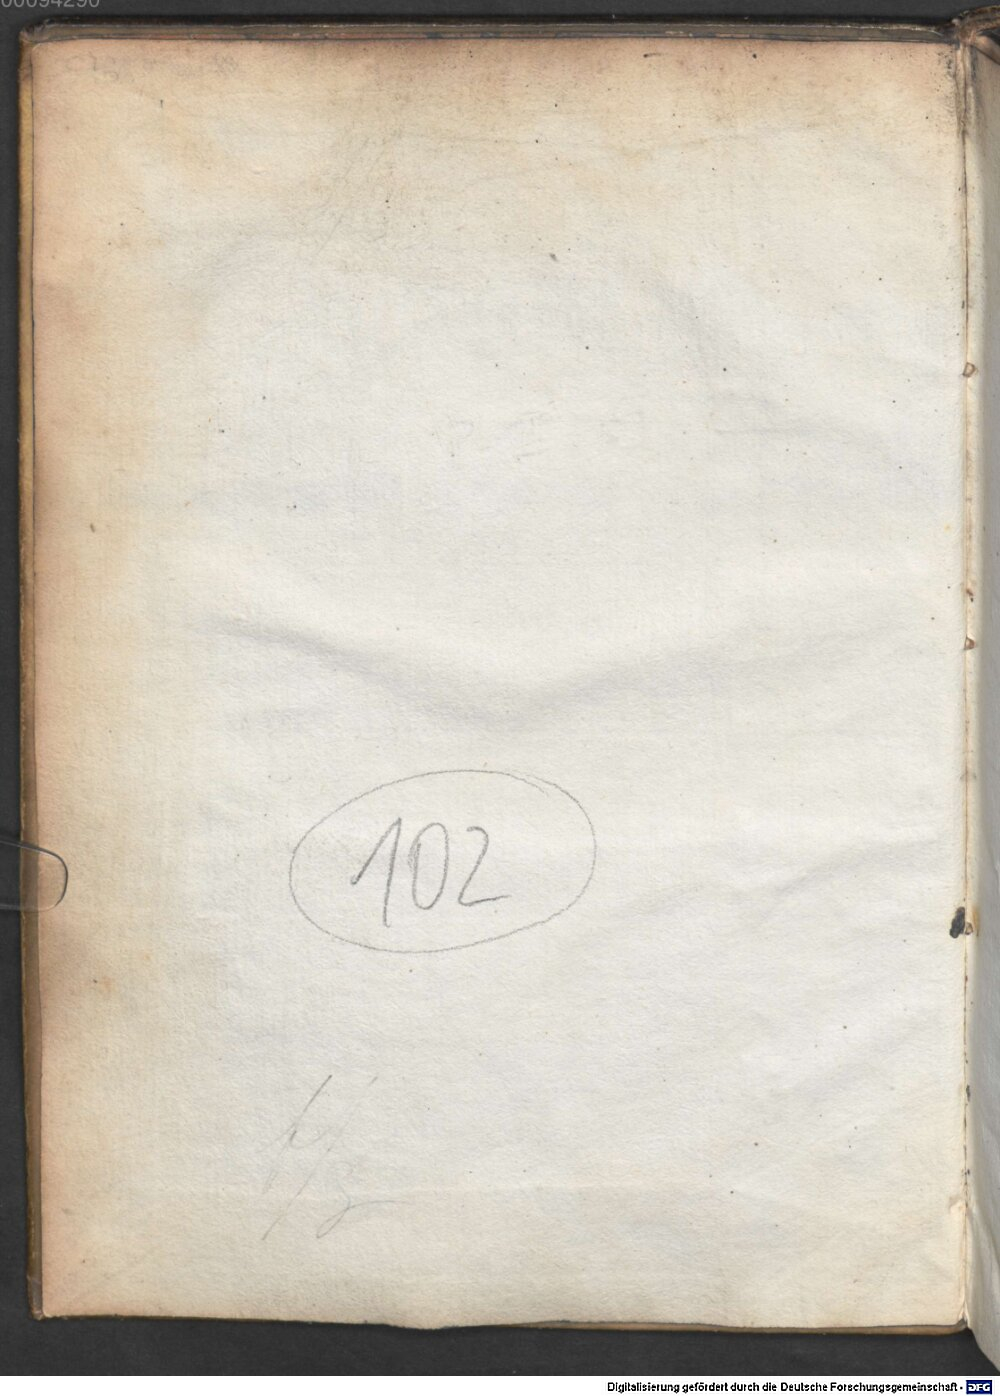 00094290
102
Digitalisierung gefördert durch die Deutsche Forschungsgemeinschaft - DFG